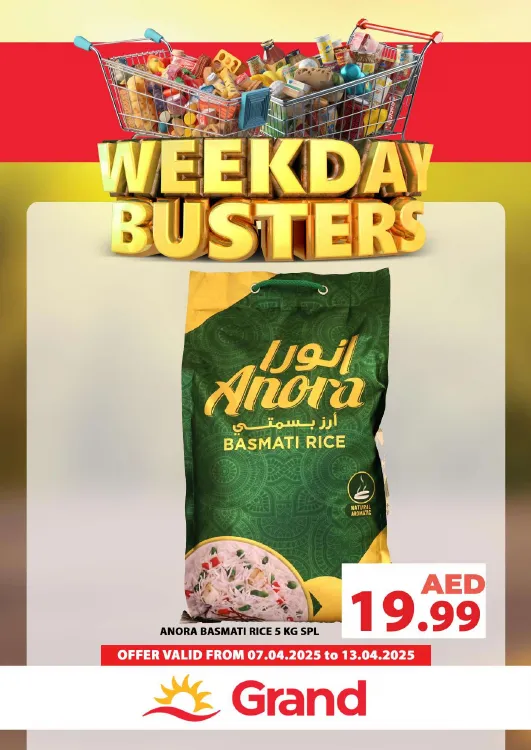 WEEKDAY
BUSTERS
انورا
Anora
أرز بسمتي
BASMATI RICE
NATURAL
AROMATIC
ANORA BASMATI RICE 5 KG SPL
AED
19.99
OFFER VALID FROM 07.04.2025 to 13.04.2025
Grand